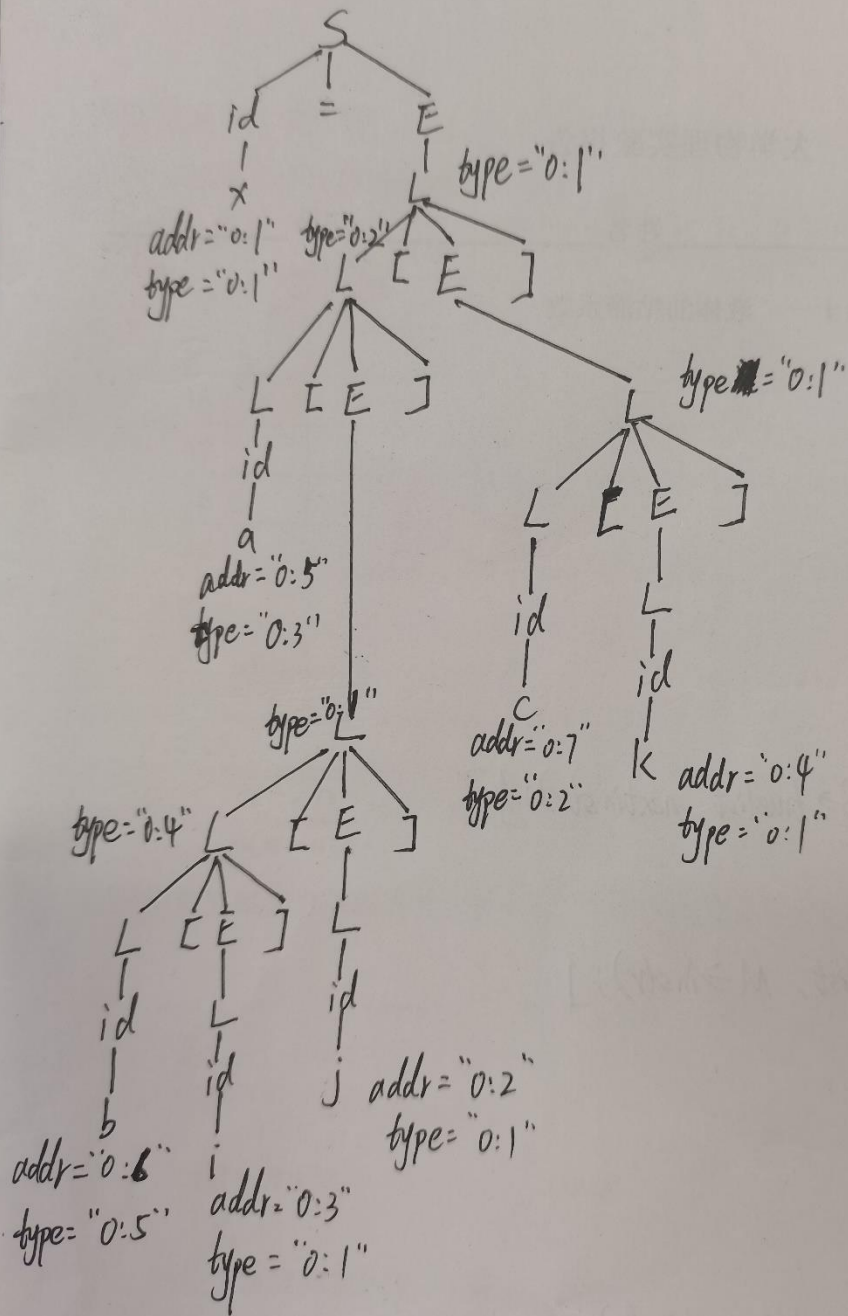 S
id = E
x
L type="0:1"
addr="0:1"
type="0:1"
type="0:2"
L [ E ]
L [ E ]
L type="0:1"
id
a
addr="0:5"
type="0:3"
L [ E ]
id
L
c
id
addr="0:7"
type="0:2"
k
addr="0:4"
type="0:1"
type="0:1"
L
type="0:4" L [ E ]
L [ E ]
L
id
L
id
id
j
addr="0:2"
type="0:1"
b
addr="0:6"
type="0:5"
i
addr="0:3"
type="0:1"